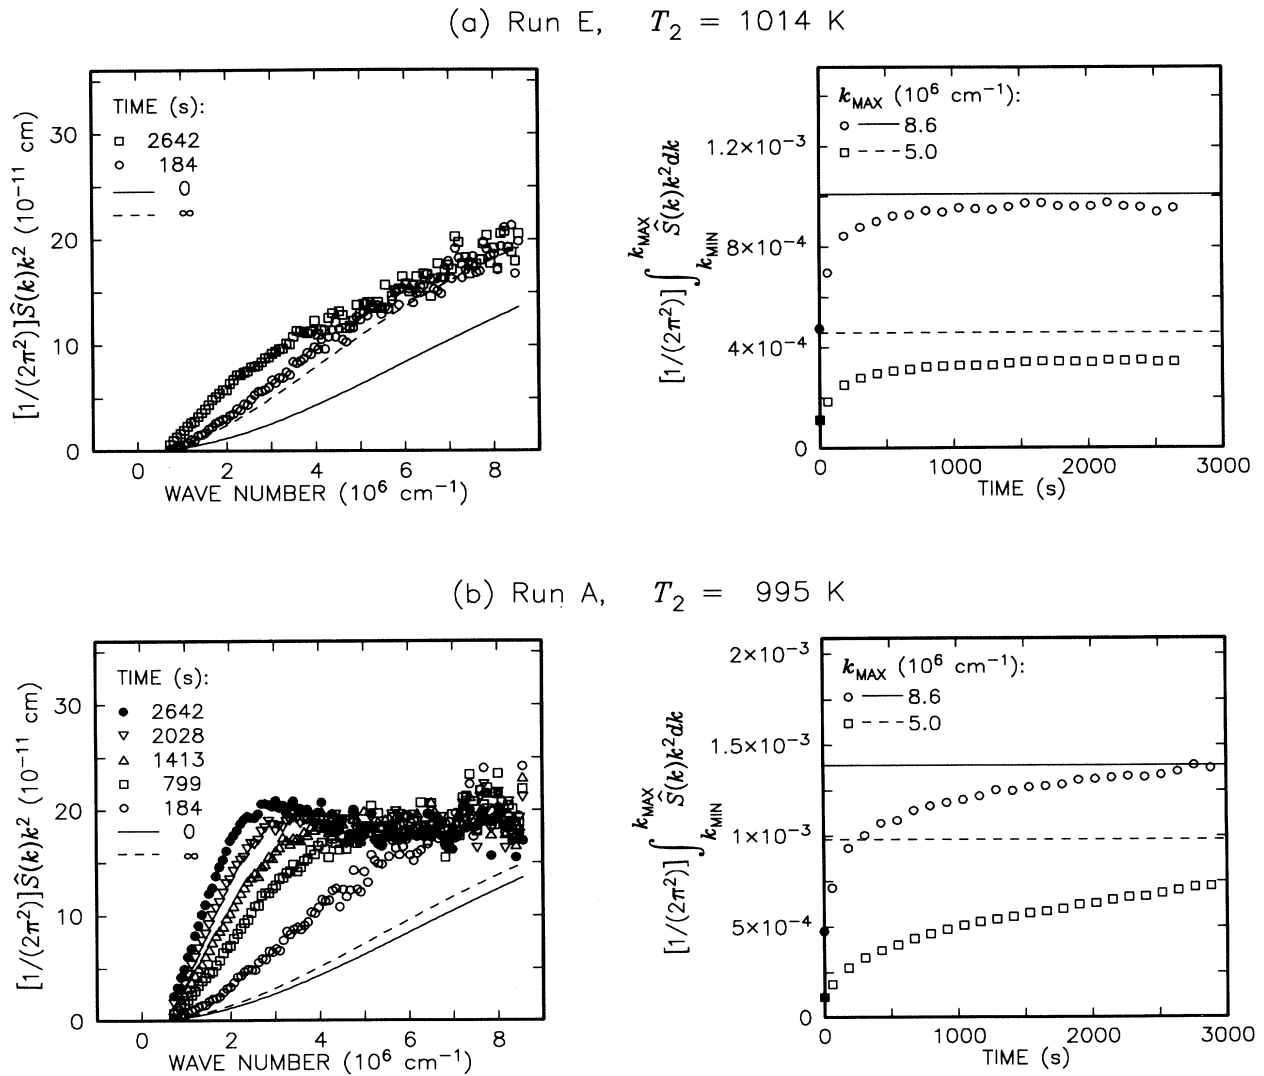 (a) Run E, T₂ = 1014 K
[1/(2π²)]Ŝ(k)k² (10⁻¹¹ cm)
30
20
10
0
TIME (s):
2642
184
0
∞
0 2 4 6 8
WAVE NUMBER (10⁶ cm⁻¹)
[1/(2π²)] ∫ k_MIN k_MAX Ŝ(k)k²dk
1.2×10⁻³
8×10⁻⁴
4×10⁻⁴
0
k_MAX (10⁶ cm⁻¹):
8.6
5.0
0 1000 2000 3000
TIME (s)
(b) Run A, T₂ = 995 K
[1/(2π²)]Ŝ(k)k² (10⁻¹¹ cm)
30
20
10
0
TIME (s):
2642
2028
1413
799
184
0
∞
0 2 4 6 8
WAVE NUMBER (10⁶ cm⁻¹)
[1/(2π²)] ∫ k_MIN k_MAX Ŝ(k)k²dk
2×10⁻³
1.5×10⁻³
1×10⁻³
5×10⁻⁴
0
k_MAX (10⁶ cm⁻¹):
8.6
5.0
0 1000 2000 3000
TIME (s)